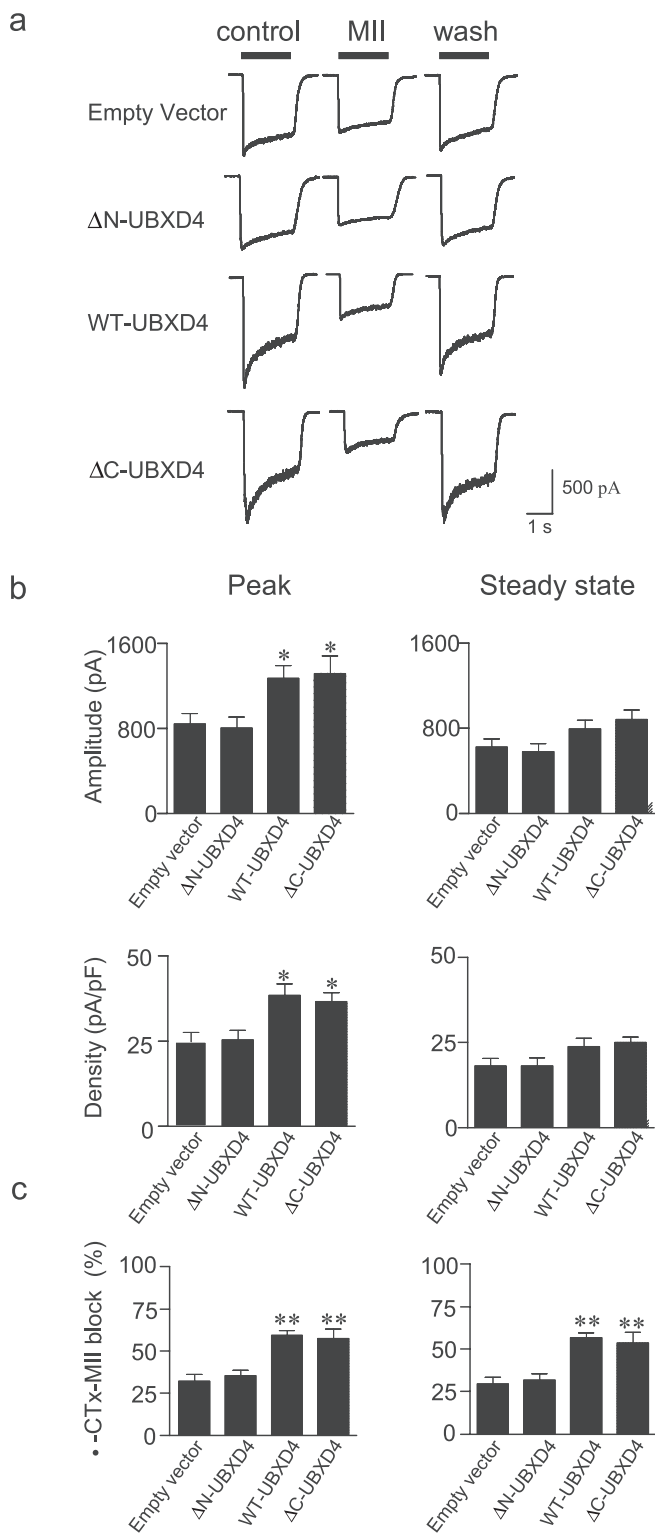 a
control MII wash
Empty Vector
ΔN-UBXD4
WT-UBXD4
ΔC-UBXD4
500 pA
1 s
b
Peak Steady state
Amplitude (pA)
1600
800
0
* *
Empty vector
ΔN-UBXD4
WT-UBXD4
ΔC-UBXD4
1600
800
0
Empty vector
ΔN-UBXD4
WT-UBXD4
ΔC-UBXD4
Density (pA/pF)
50
25
0
* *
Empty vector
ΔN-UBXD4
WT-UBXD4
ΔC-UBXD4
50
25
0
Empty vector
ΔN-UBXD4
WT-UBXD4
ΔC-UBXD4
c
•-CTx-MII block (%)
100
75
50
25
0
** **
Empty vector
ΔN-UBXD4
WT-UBXD4
ΔC-UBXD4
100
75
50
25
0
** **
Empty vector
ΔN-UBXD4
WT-UBXD4
ΔC-UBXD4